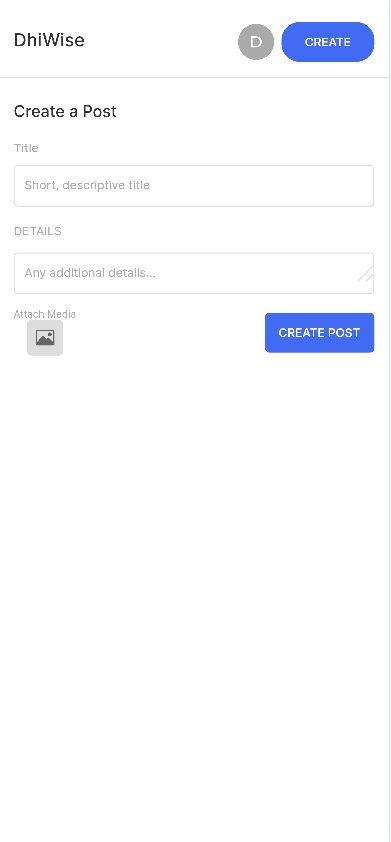 DhiWise
D
CREATE
Create a Post
Title
Short, descriptive title
DETAILS
Any additional details...
Attach Media
CREATE POST